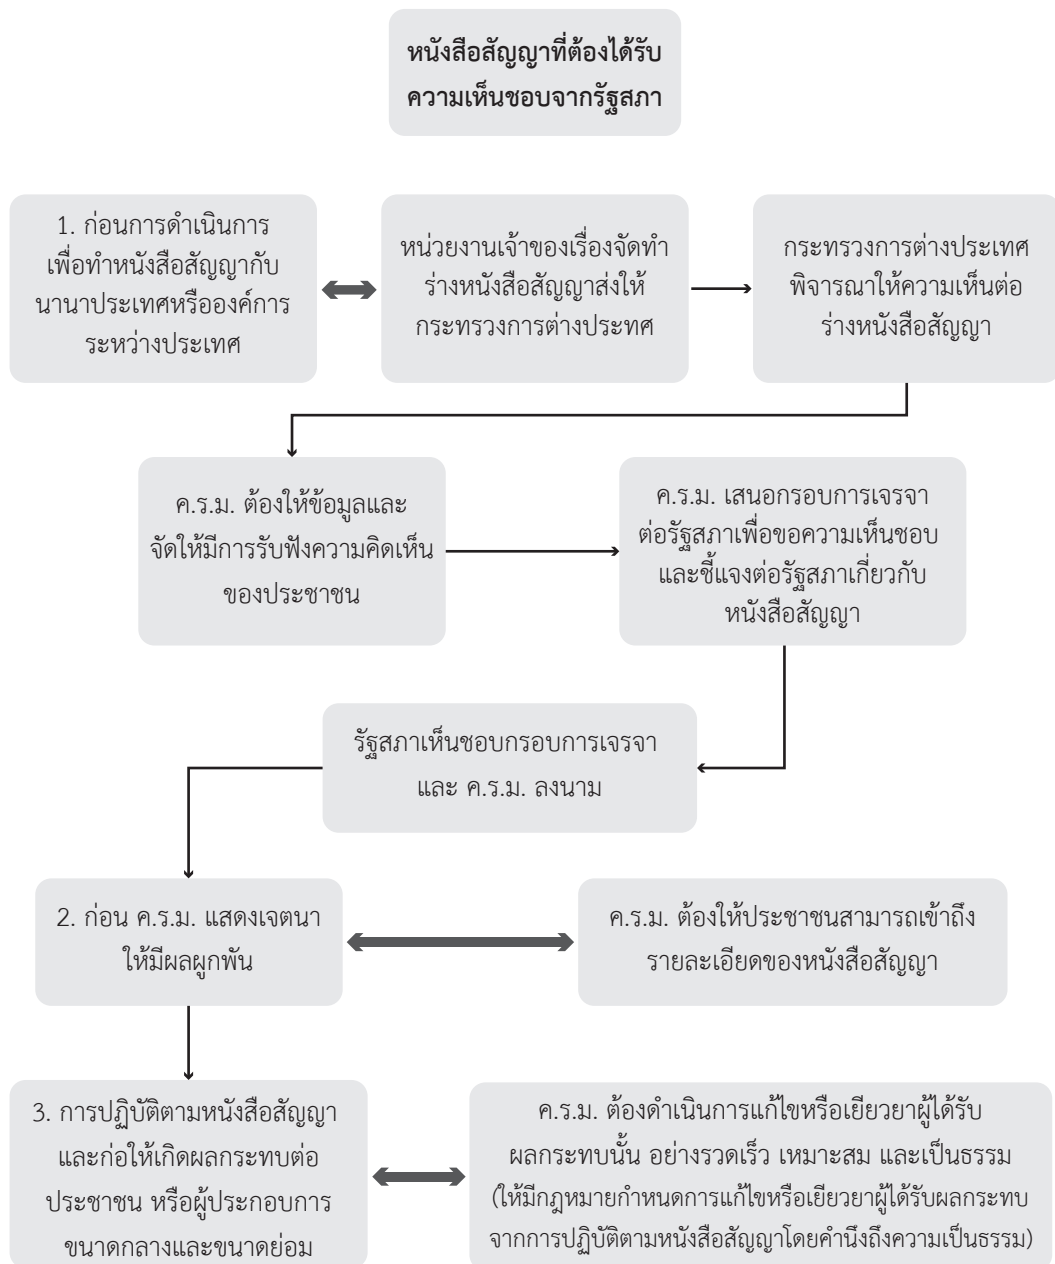 หนังสือสัญญาที่ต้องได้รับ
ความเห็นชอบจากรัฐสภา
1. ก่อนการดำเนินการ
เพื่อทำหนังสือสัญญากับ
นานาประเทศหรือองค์การ
ระหว่างประเทศ
หน่วยงานเจ้าของเรื่องจัดทำ
ร่างหนังสือสัญญาส่งให้
กระทรวงการต่างประทศ
กระทรวงการต่างประเทศ
พิจารณาให้ความเห็นต่อ
ร่างหนังสือสัญญา
ค.ร.ม. ต้องให้ข้อมูลและ
จัดให้มีการรับฟังความคิดเห็น
ของประชาชน
ค.ร.ม. เสนอกรอบการเจรจา
ต่อรัฐสภาเพื่อขอความเห็นชอบ
และชี้แจงต่อรัฐสภาเกี่ยวกับ
หนังสือสัญญา
รัฐสภาเห็นชอบกรอบการเจรจา
และ ค.ร.ม. ลงนาม
2. ก่อน ค.ร.ม. แสดงเจตนา
ให้มีผลผูกพัน
ค.ร.ม. ต้องให้ประชาชนสามารถเข้าถึง
รายละเอียดของหนังสือสัญญา
3. การปฏิบัติตามหนังสือสัญญา
และก่อให้เกิดผลกระทบต่อ
ประชาชน หรือผู้ประกอบการ
ขนาดกลางและขนาดย่อม
ค.ร.ม. ต้องดำเนินการแก้ไขหรือเยียวยาผู้ได้รับ
ผลกระทบนั้น อย่างรวดเร็ว เหมาะสม และเป็นธรรม
(ให้มีกฎหมายกำหนดการแก้ไขหรือเยียวยาผู้ได้รับผลกระทบ
จากการปฏิบัติตามหนังสือสัญญาโดยคำนึงถึงความเป็นธรรม)